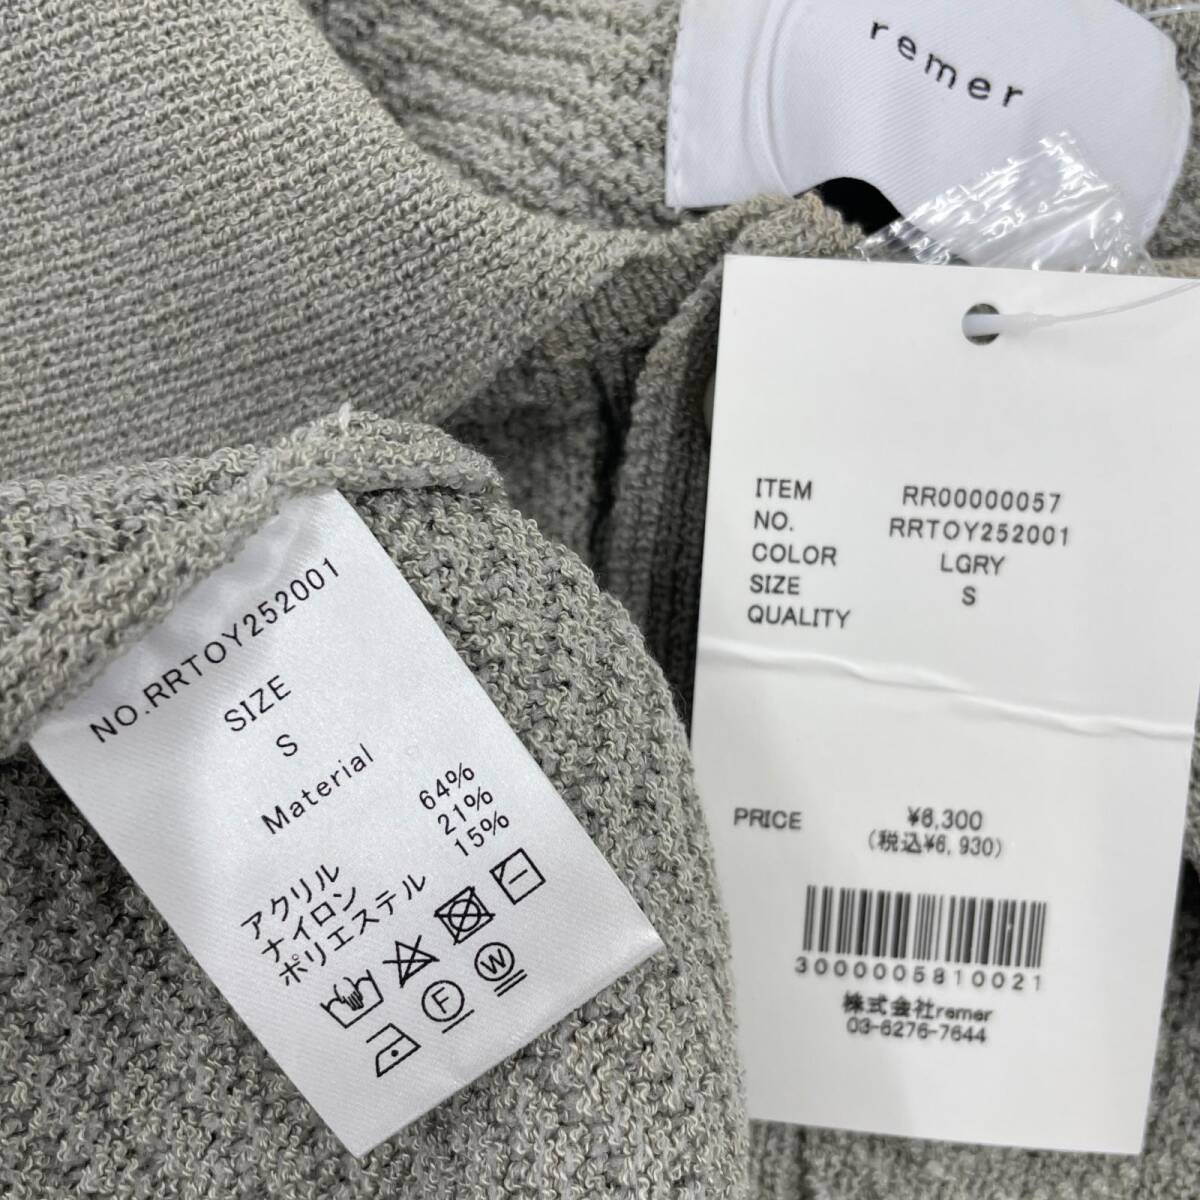 remer
ITEM RR00000057
NO. RRTOY252001
COLOR LGRY
SIZE S
QUALITY
PRICE ¥6,300
(税込¥6,930)
3000005810021
株式会社remer
03-6276-7644
NO.RRTOY252001
SIZE
S
Material
アクリル 64%
ナイロン 21%
ポリエステル 15%
F
W